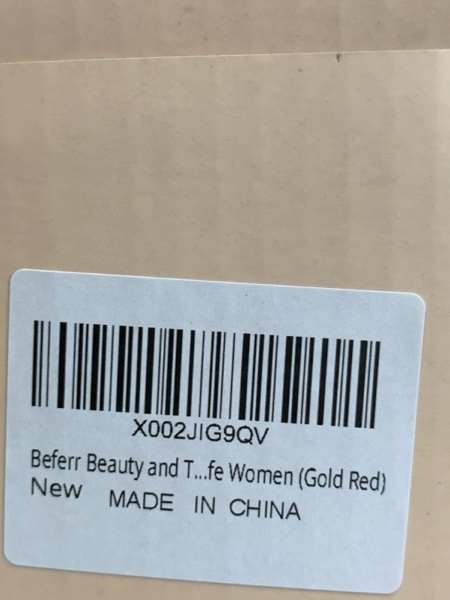 X002JIG9QV
Beferr Beauty and T...fe Women (Gold Red)
New MADE IN CHINA